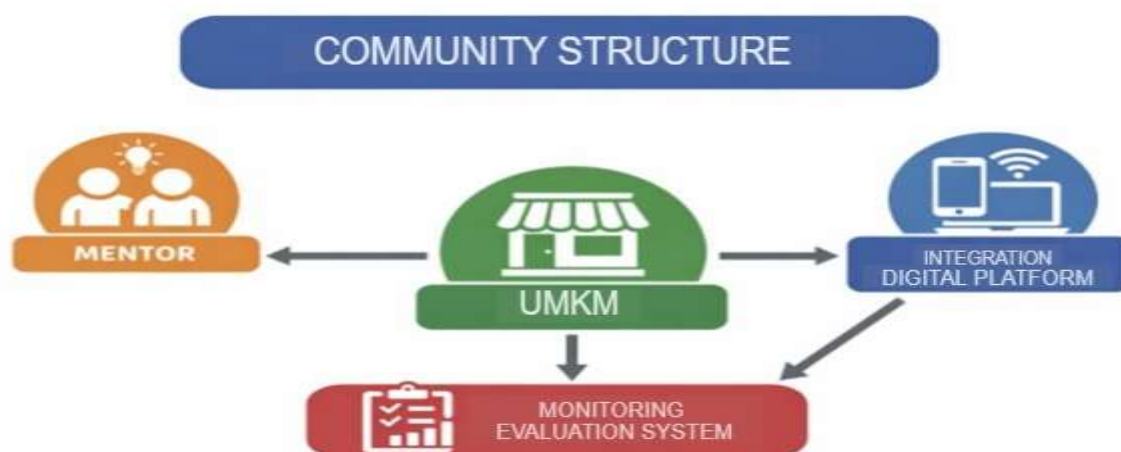 COMMUNITY STRUCTURE
MENTOR
UMKM
INTEGRATION
DIGITAL PLATFORM
MONITORING
EVALUATION SYSTEM